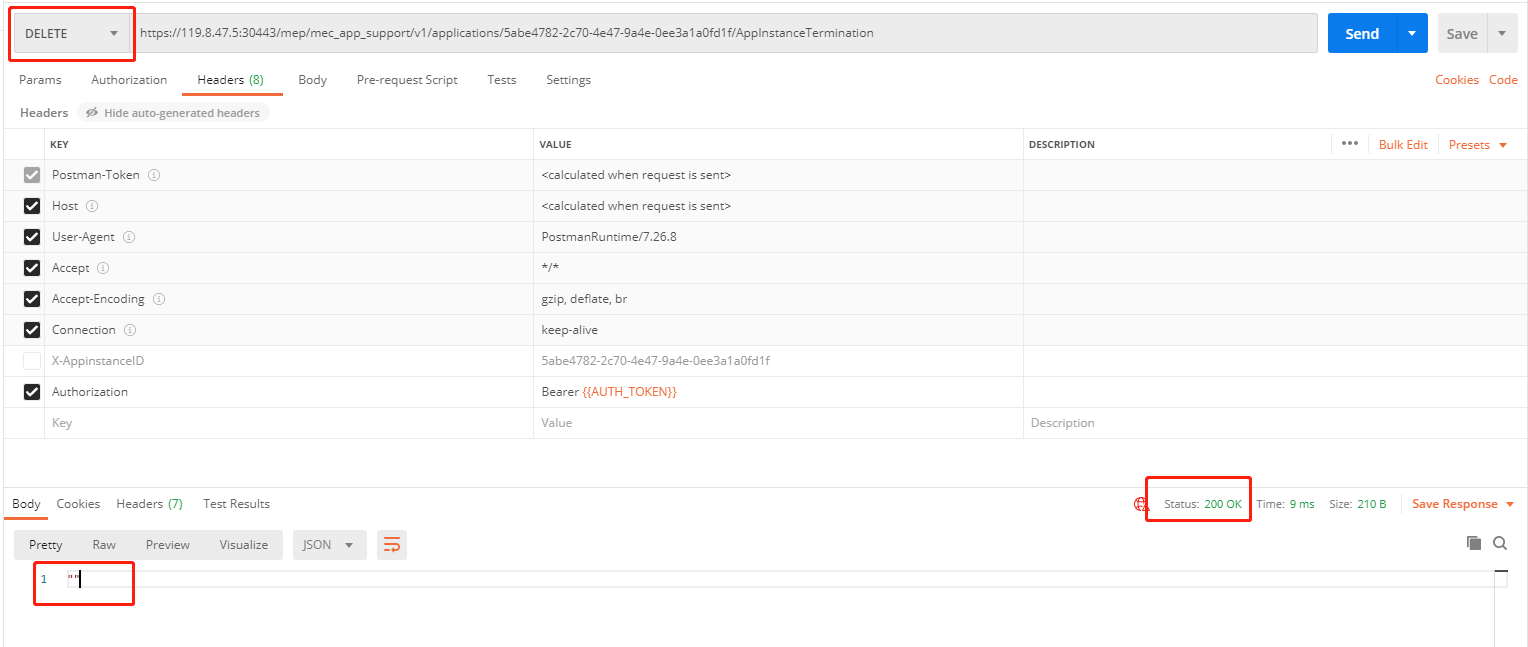 DELETE https://119.8.47.5:30443/mep/mec_app_support/v1/applications/5abe4782-2c70-4e47-9a4e-0ee3a1a0fd1f/AppInstanceTermination Send Save
Params Authorization Headers (8) Body Pre-request Script Tests Settings Cookies Code
Headers Hide auto-generated headers
KEY VALUE DESCRIPTION ••• Bulk Edit Presets
Postman-Token <calculated when request is sent>
Host <calculated when request is sent>
User-Agent PostmanRuntime/7.26.8
Accept */*
Accept-Encoding gzip, deflate, br
Connection keep-alive
X-AppinstanceID 5abe4782-2c70-4e47-9a4e-0ee3a1a0fd1f
Authorization Bearer {{AUTH_TOKEN}}
Key Value Description
Body Cookies Headers (7) Test Results Status: 200 OK Time: 9 ms Size: 210 B Save Response
Pretty Raw Preview Visualize JSON
1 ""